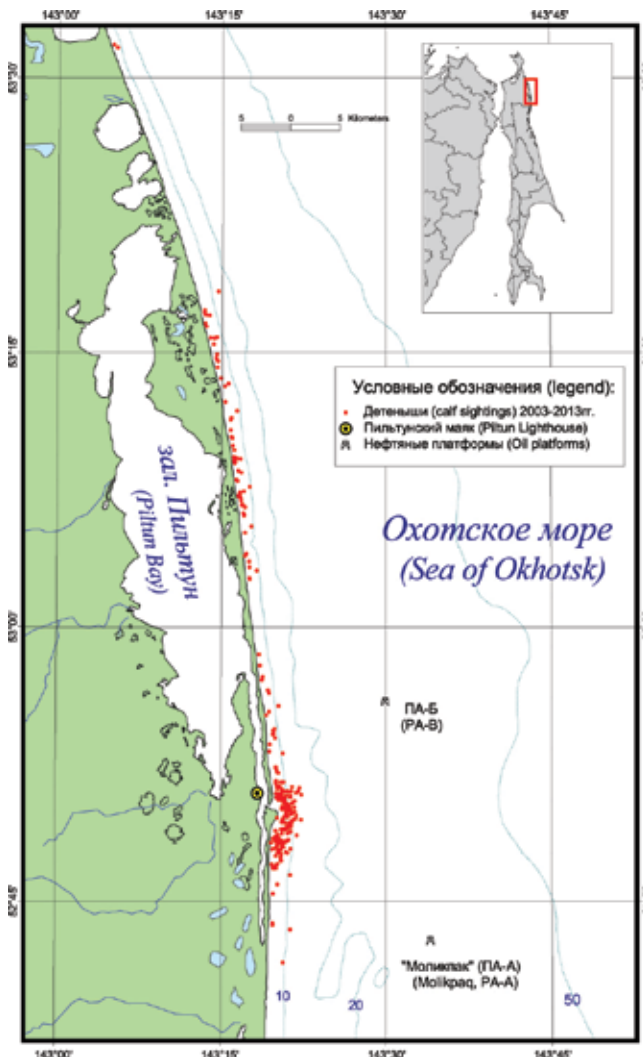 143°00'
143°15'
143°30'
143°45'
53°30'
5 0 5 Kilometers
53°15'
Условные обозначения (legend):
Детеныши (calf sightings) 2003-2013гг.
Пильтунский маяк (Piltun Lighthouse)
Нефтяные платформы (Oil platforms)
зал. Пильтун
(Piltun Bay)
Охотское море
(Sea of Okhotsk)
53°00'
ПА-Б
(PA-B)
52°45'
"Моликпак" (ПА-А)
(Molikpaq, PA-A)
10
20
50
143°00'
143°15'
143°30'
143°45'